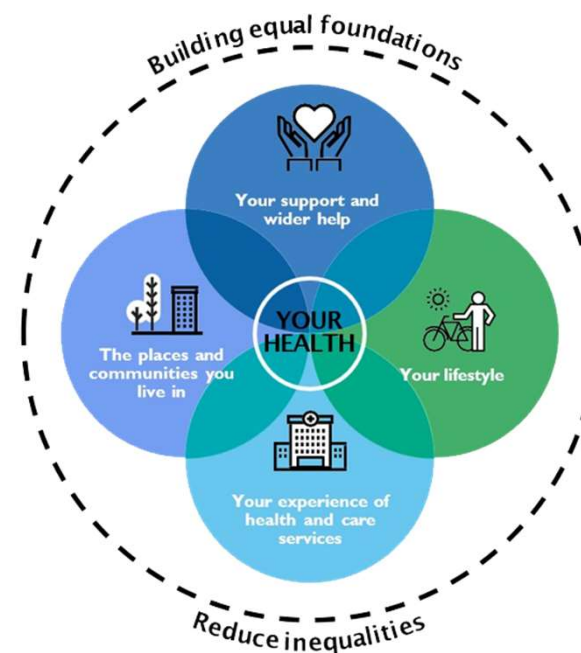 Building equal foundations
Your support and
wider help
The places and
communities you
live in
YOUR
HEALTH
Your lifestyle
Your experience of
health and care
services
Reduce inequalities